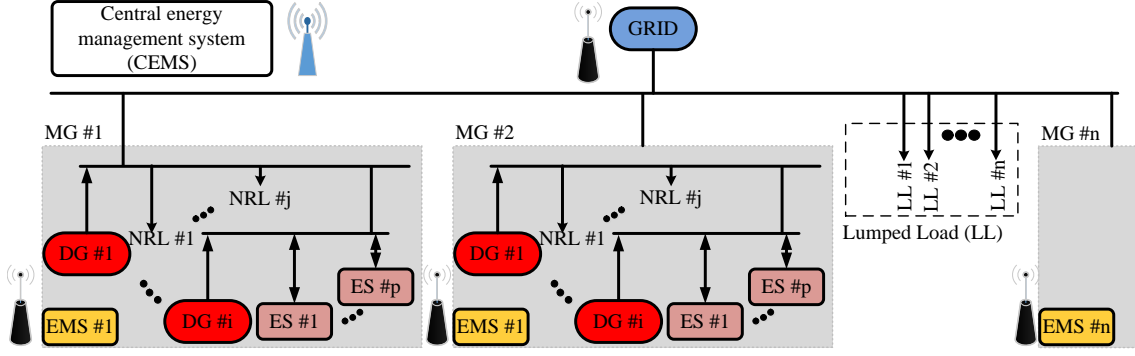 Central energy
management system
(CEMS)
GRID
MG #1
NRL #j
NRL #1
DG #1
ES #p
DG #i
ES #1
EMS #1
MG #2
NRL #j
NRL #1
DG #1
ES #p
DG #i
ES #1
EMS #1
LL #1
LL #2
LL #n
Lumped Load (LL)
MG #n
EMS #n